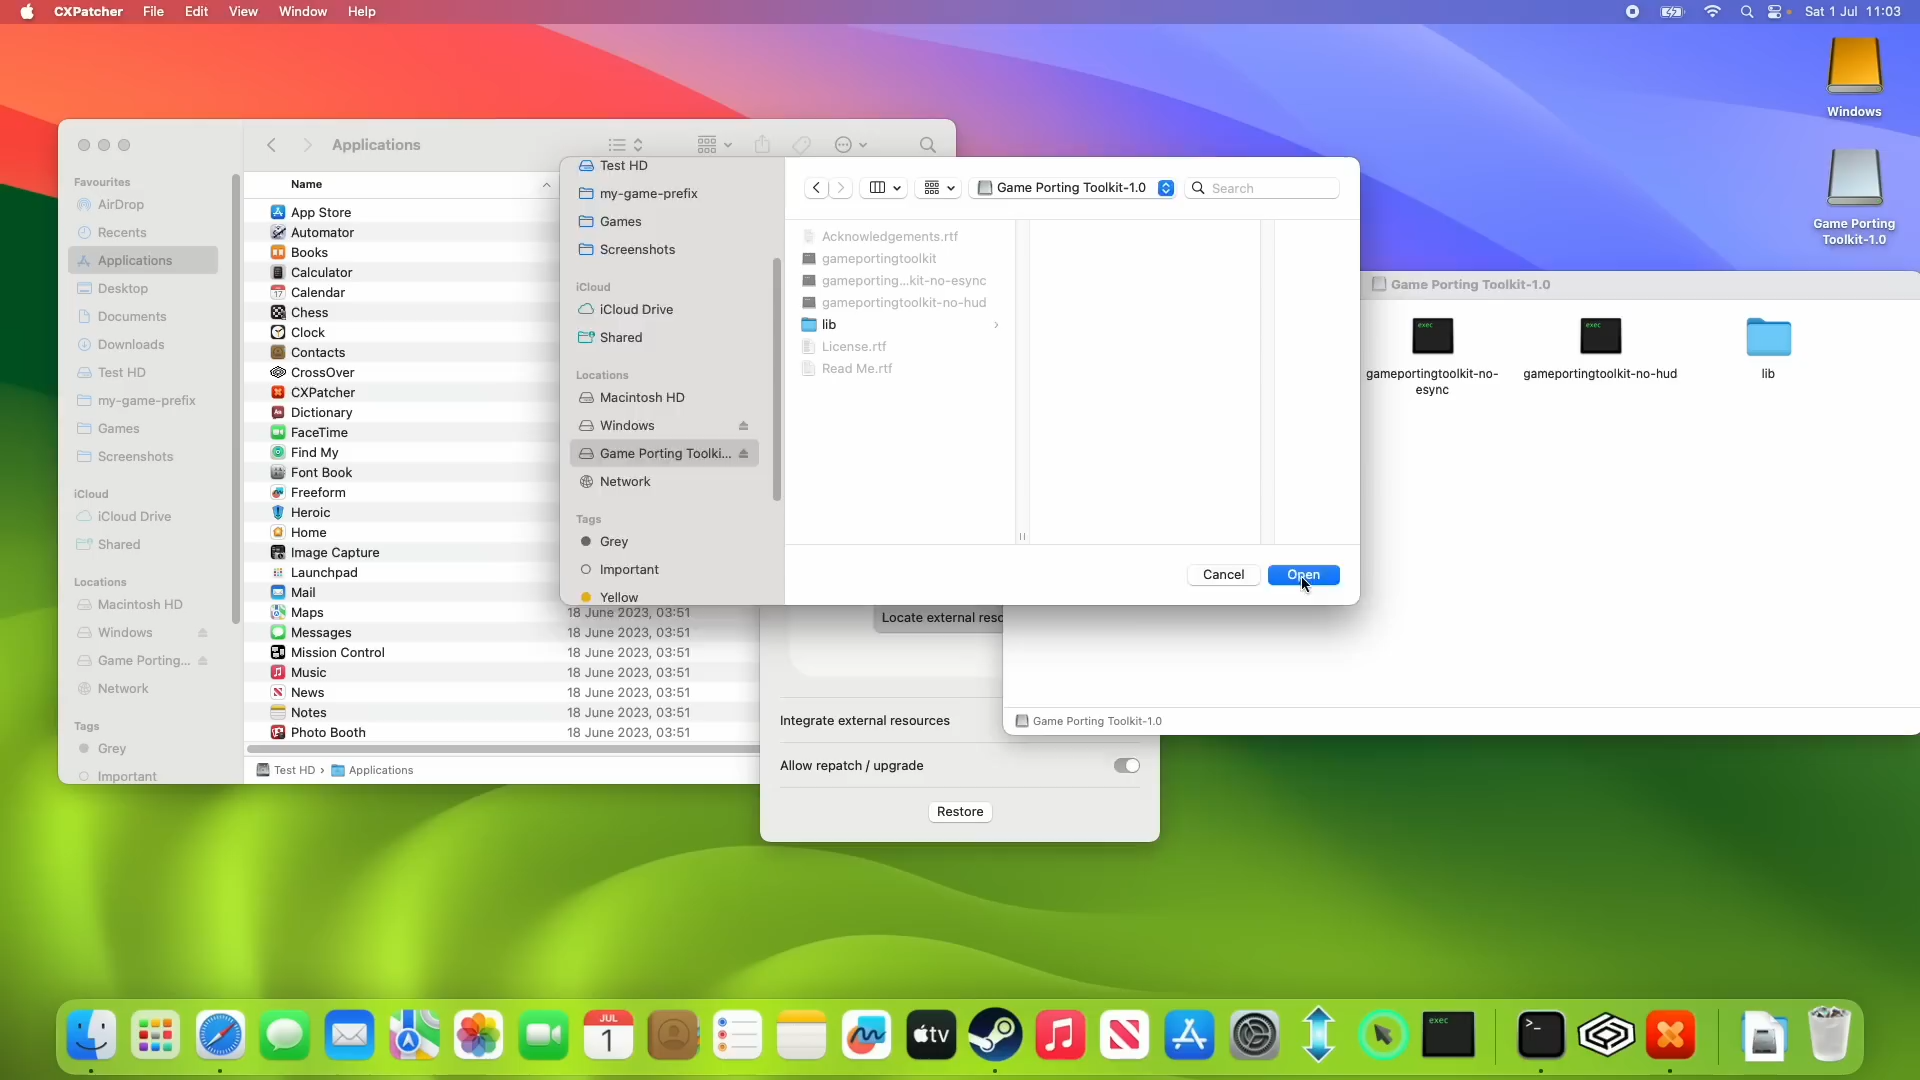 CXPatcher File Edit View Window Help
Sat 1 Jul 11:03
Windows
Game Porting
Toolkit-1.0
Applications
Favourites
AirDrop
Recents
Applications
Desktop
Documents
Downloads
Test HD
my-game-prefix
Games
Screenshots
iCloud
iCloud Drive
Shared
Locations
Macintosh HD
Windows
Game Porting...
Network
Tags
Grey
Important
Name
App Store
Automator
Books
Calculator
Calendar
Chess
Clock
Contacts
CrossOver
CXPatcher
Dictionary
FaceTime
Find My
Font Book
Freeform
Heroic
Home
Image Capture
Launchpad
Mail
Maps 18 June 2023, 03:51
Messages 18 June 2023, 03:51
Mission Control 18 June 2023, 03:51
Music 18 June 2023, 03:51
News 18 June 2023, 03:51
Notes 18 June 2023, 03:51
Photo Booth 18 June 2023, 03:51
Test HD › Applications
Test HD
my-game-prefix
Games
Screenshots
iCloud
iCloud Drive
Shared
Locations
Macintosh HD
Windows
Game Porting Toolki...
Network
Tags
Grey
Important
Yellow
Game Porting Toolkit-1.0
Search
Acknowledgements.rtf
gameportingtoolkit
gameporting...kit-no-esync
gameportingtoolkit-no-hud
lib
License.rtf
Read Me.rtf
Cancel Open
Locate external reso
Integrate external resources
Allow repatch / upgrade
Restore
Game Porting Toolkit-1.0
exec
gameportingtoolkit-no-
esync
exec
gameportingtoolkit-no-hud
lib
Game Porting Toolkit-1.0
JUL
1
tv
exec
>_